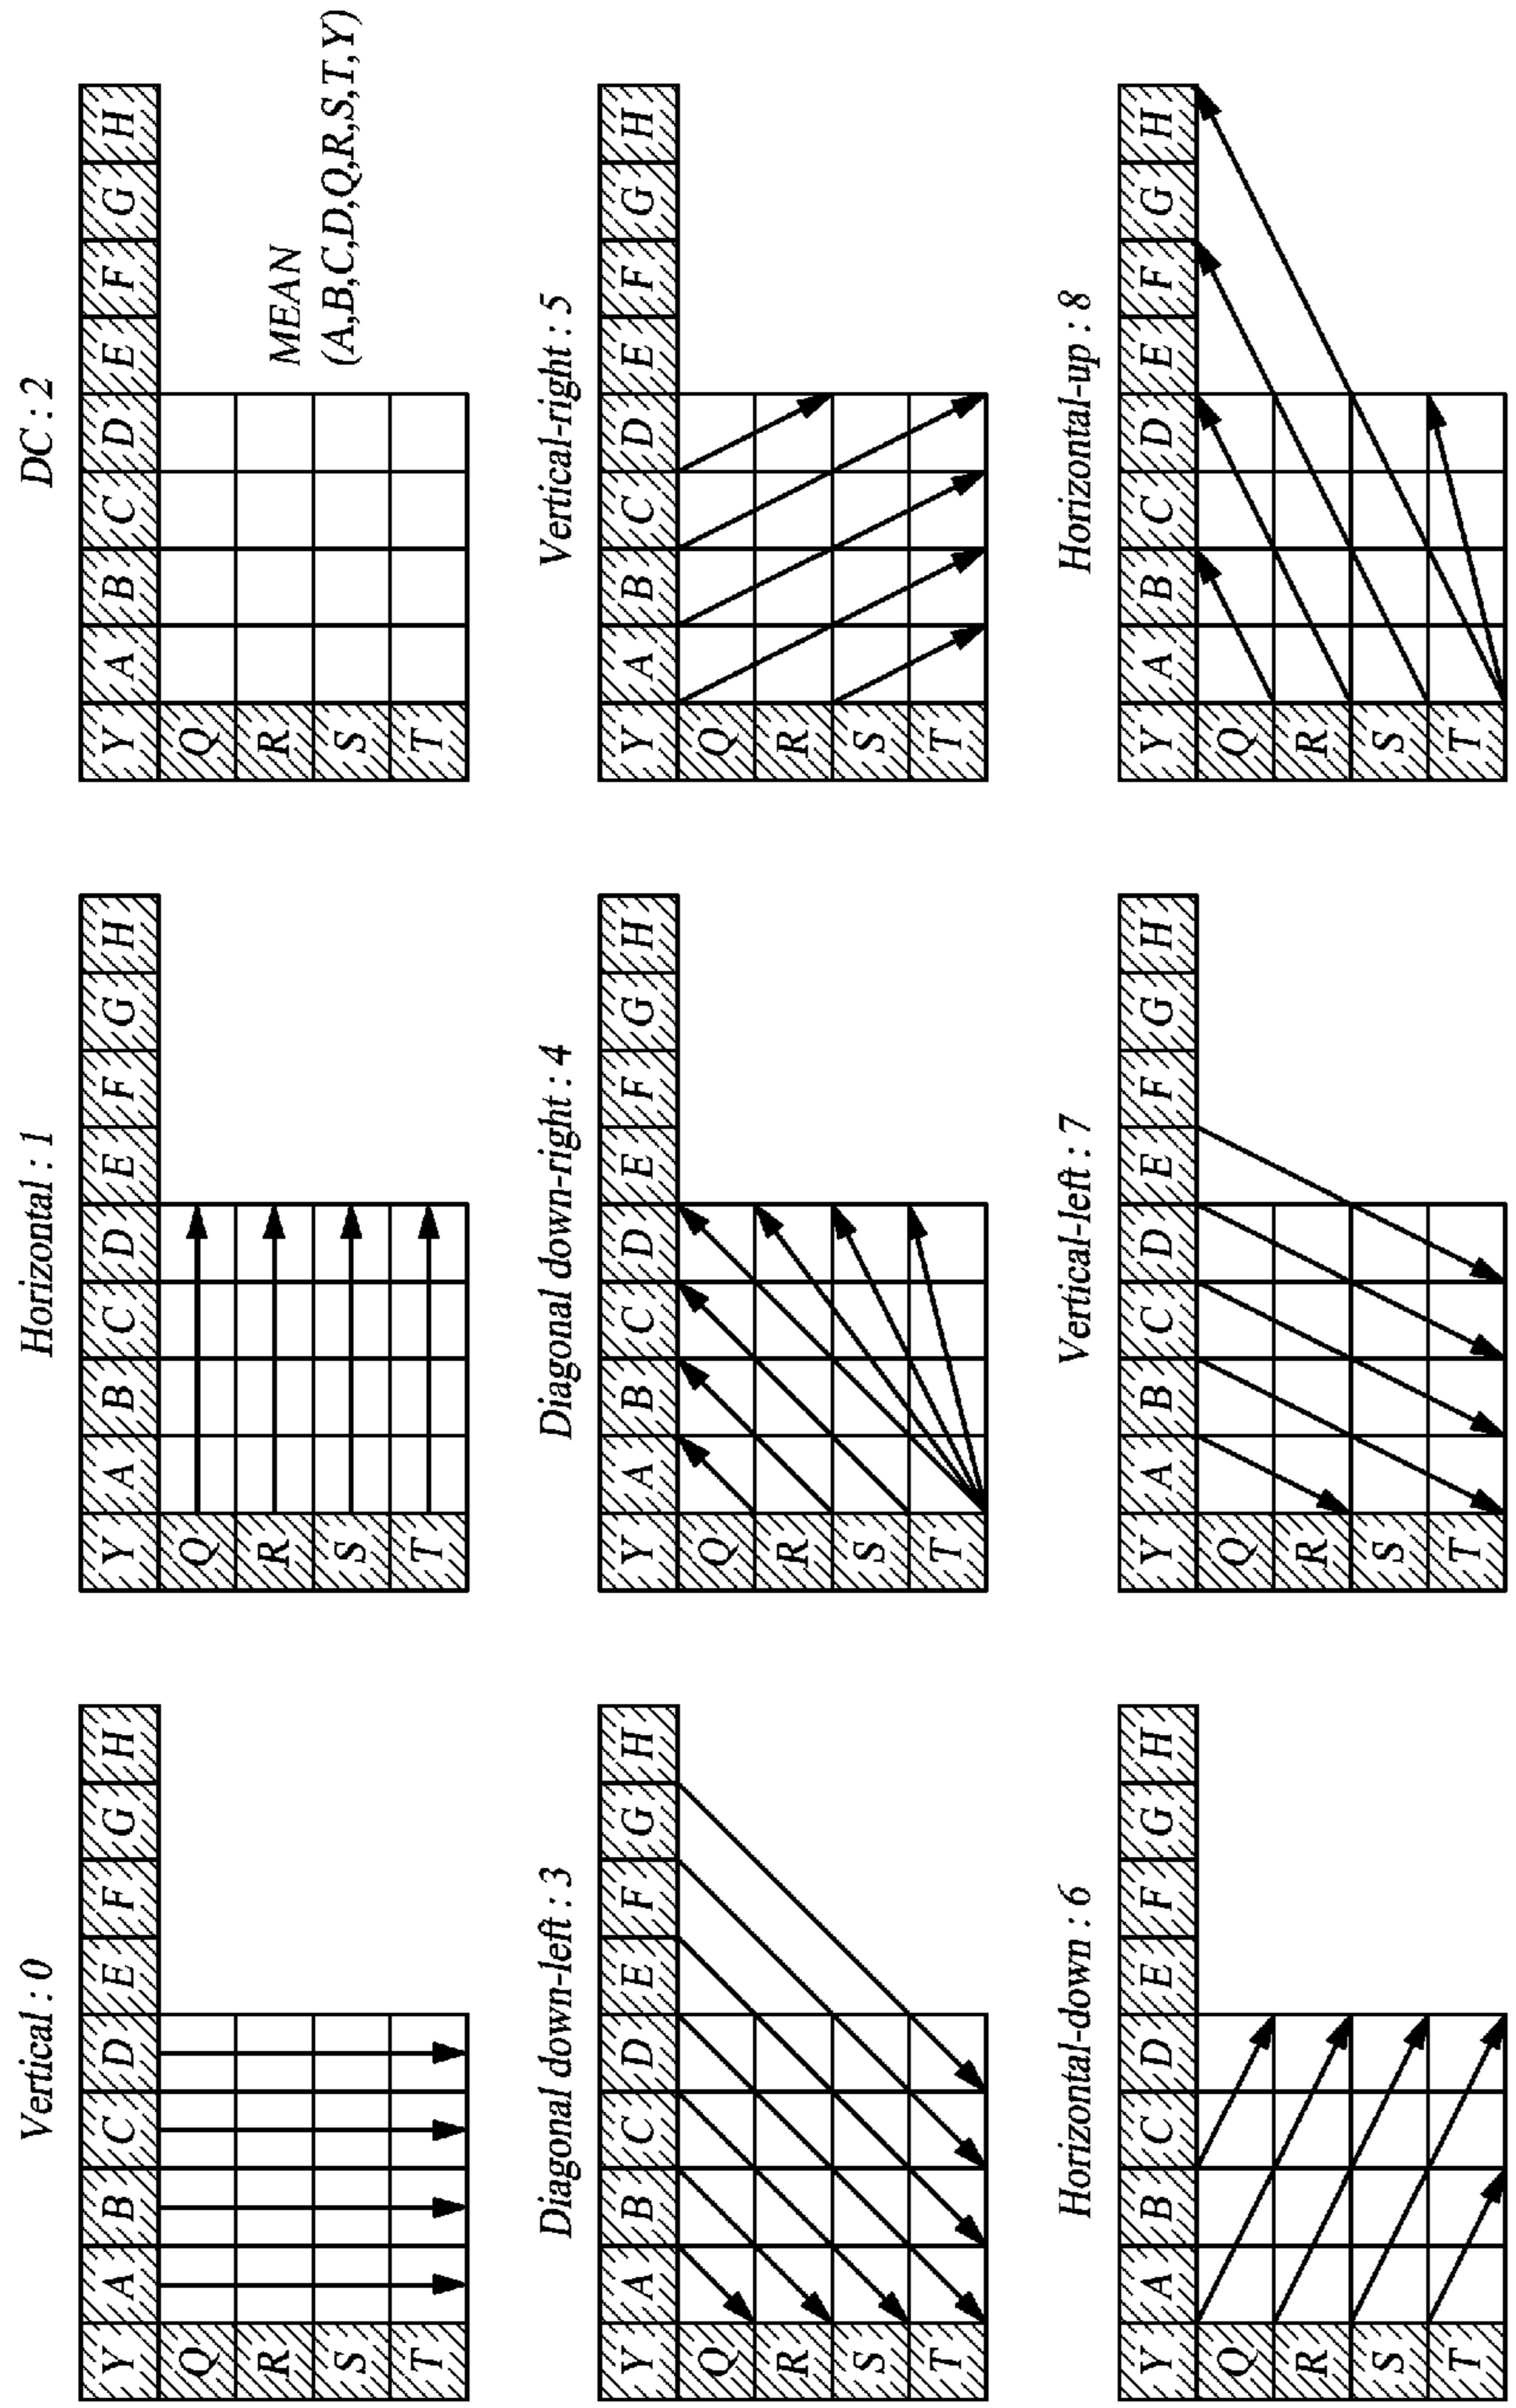 Vertical : 0
Y A B C D E F G H
Q
R
S
T
Horizontal : 1
Y A B C D E F G H
Q
R
S
T
DC : 2
Y A B C D E F G H
Q
R
S
T
MEAN
(A,B,C,D,Q,R,S,T,Y)
Diagonal down-left : 3
Y A B C D E F G H
Q
R
S
T
Diagonal down-right : 4
Y A B C D E F G H
Q
R
S
T
Vertical-right : 5
Y A B C D E F G H
Q
R
S
T
Horizontal-down : 6
Y A B C D E F G H
Q
R
S
T
Vertical-left : 7
Y A B C D E F G H
Q
R
S
T
Horizontal-up : 8
Y A B C D E F G H
Q
R
S
T